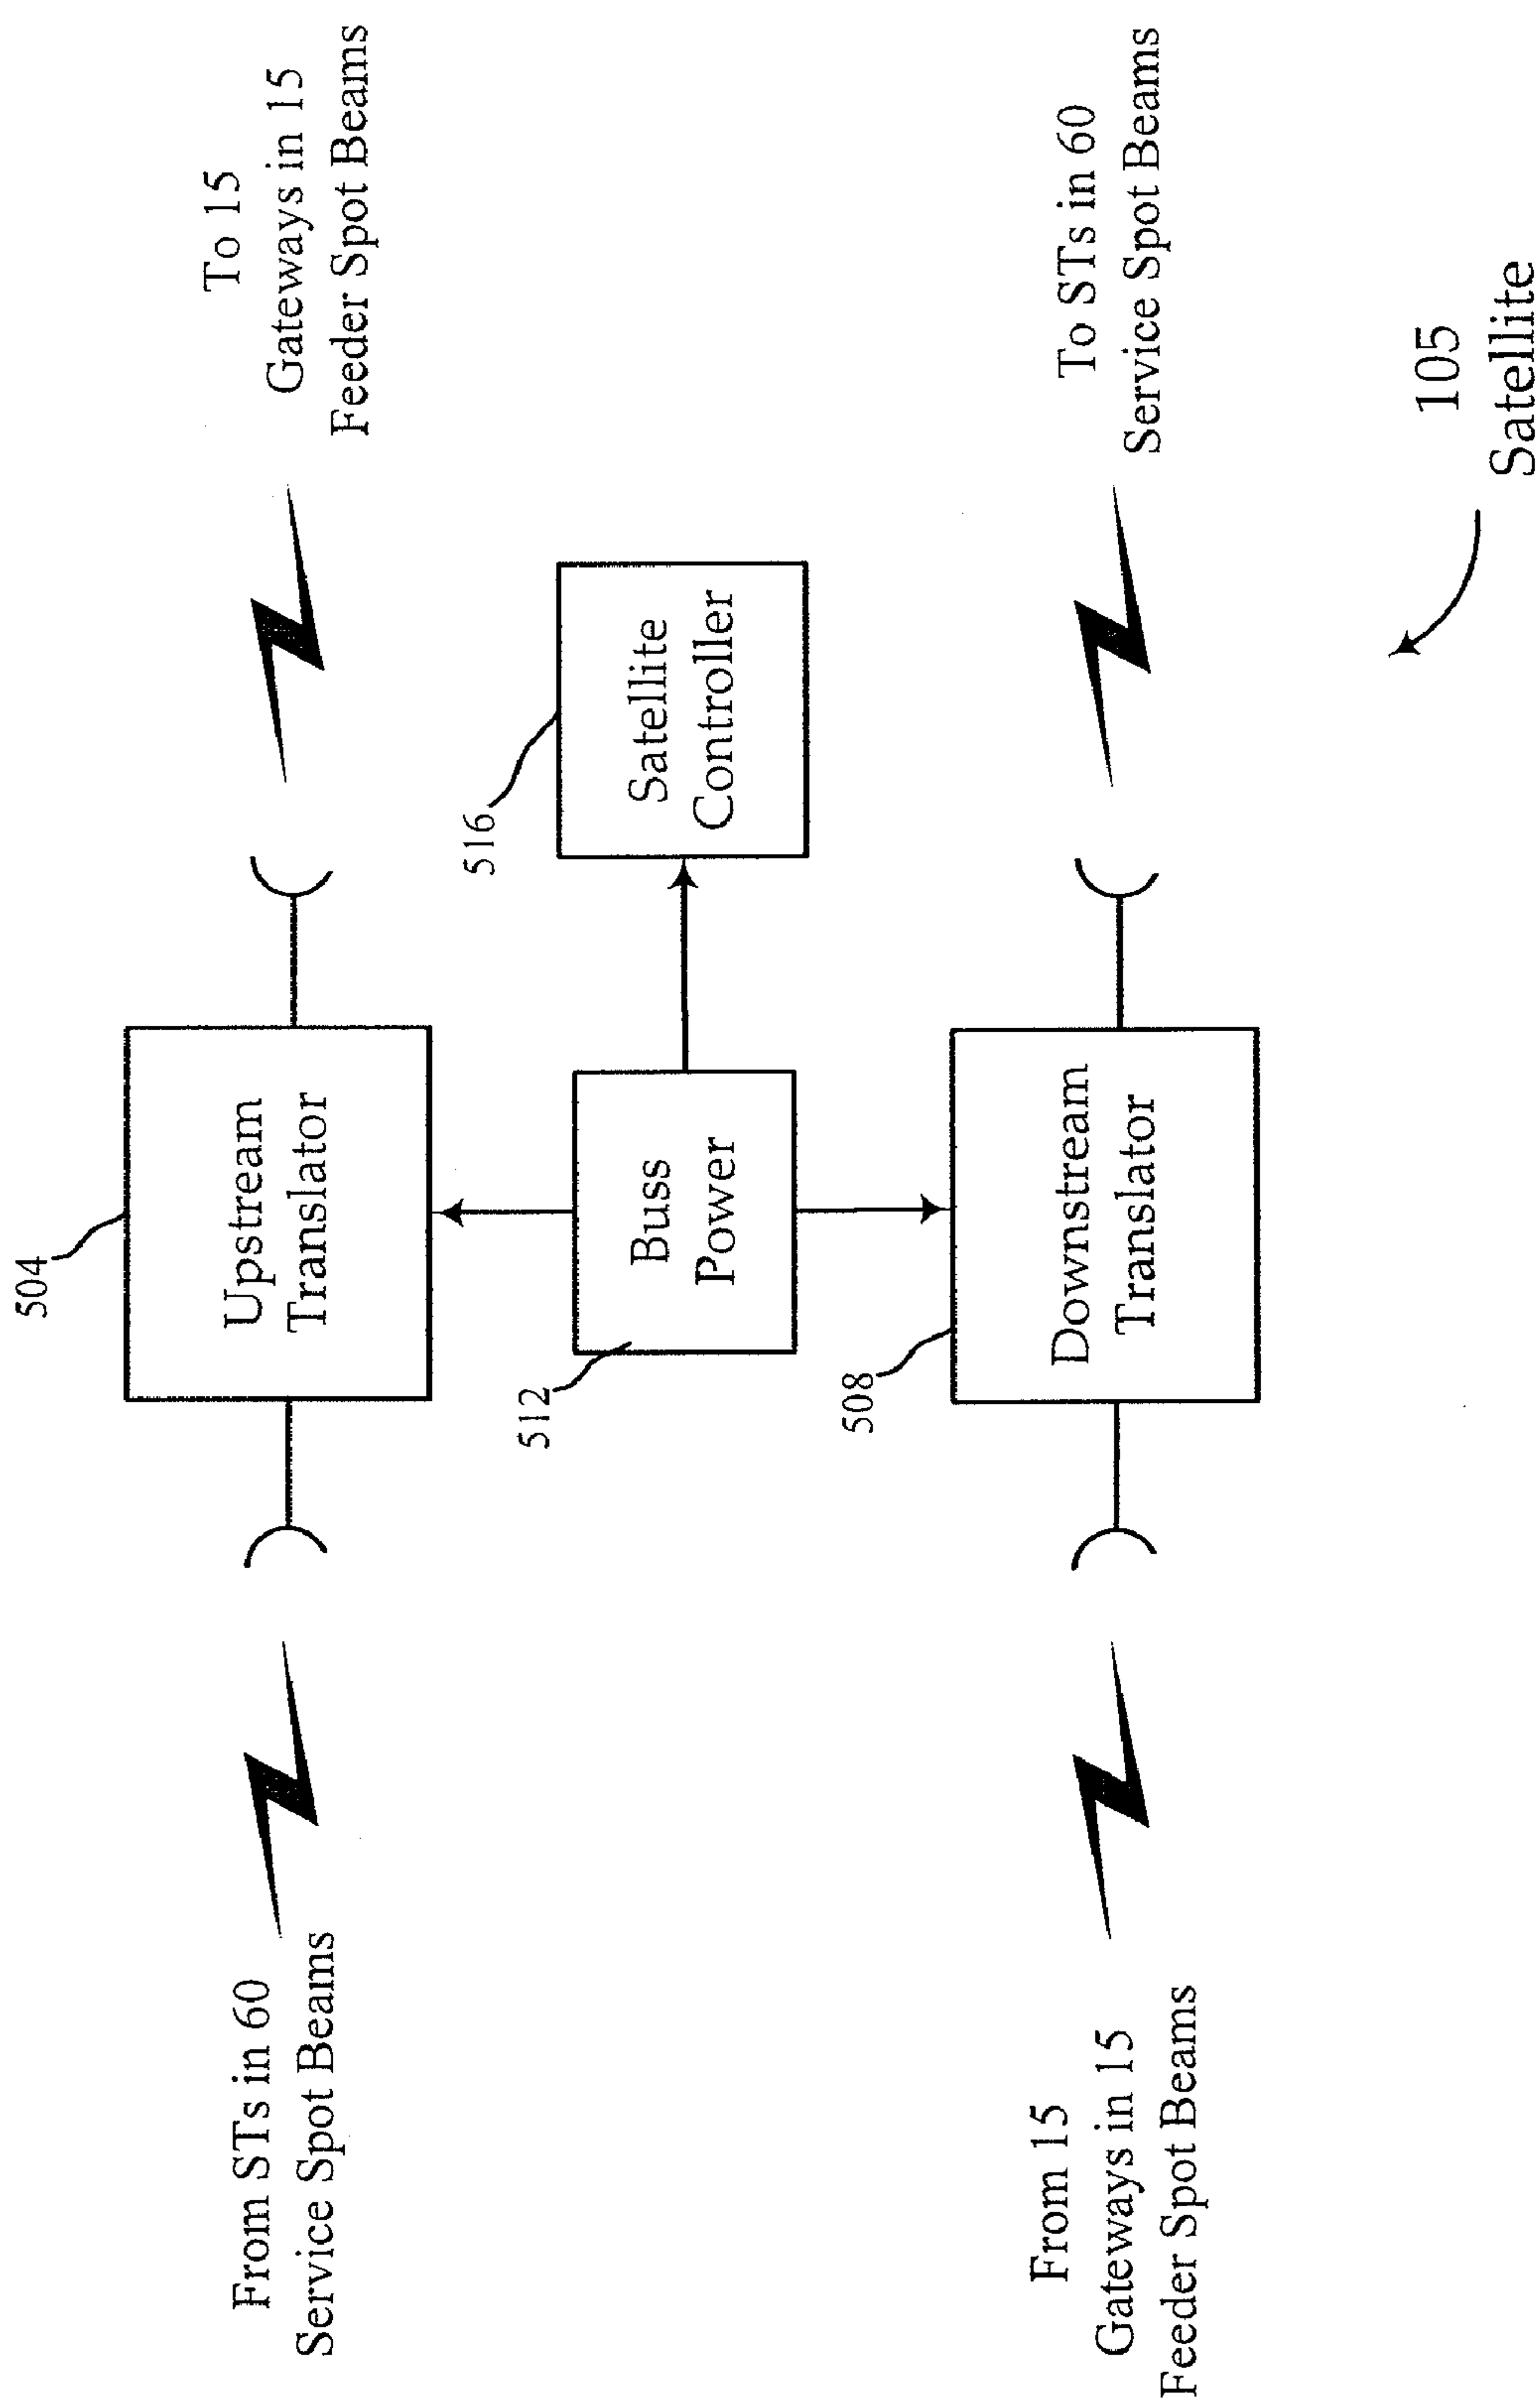 504
Upstream
Translator
From STs in 60
Service Spot Beams
To 15
Gateways in 15
Feeder Spot Beams
512
Buss
Power
516
Satellite
Controller
508
Downstream
Translator
From 15
Gateways in 15
Feeder Spot Beams
To STs in 60
Service Spot Beams
105
Satellite